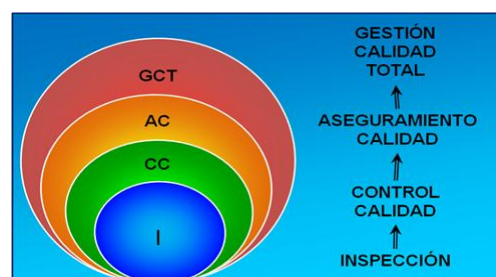 GCT
AC
CC
I
GESTIÓN
CALIDAD
TOTAL
ASEGURAMIENTO
CALIDAD
CONTROL
CALIDAD
INSPECCIÓN